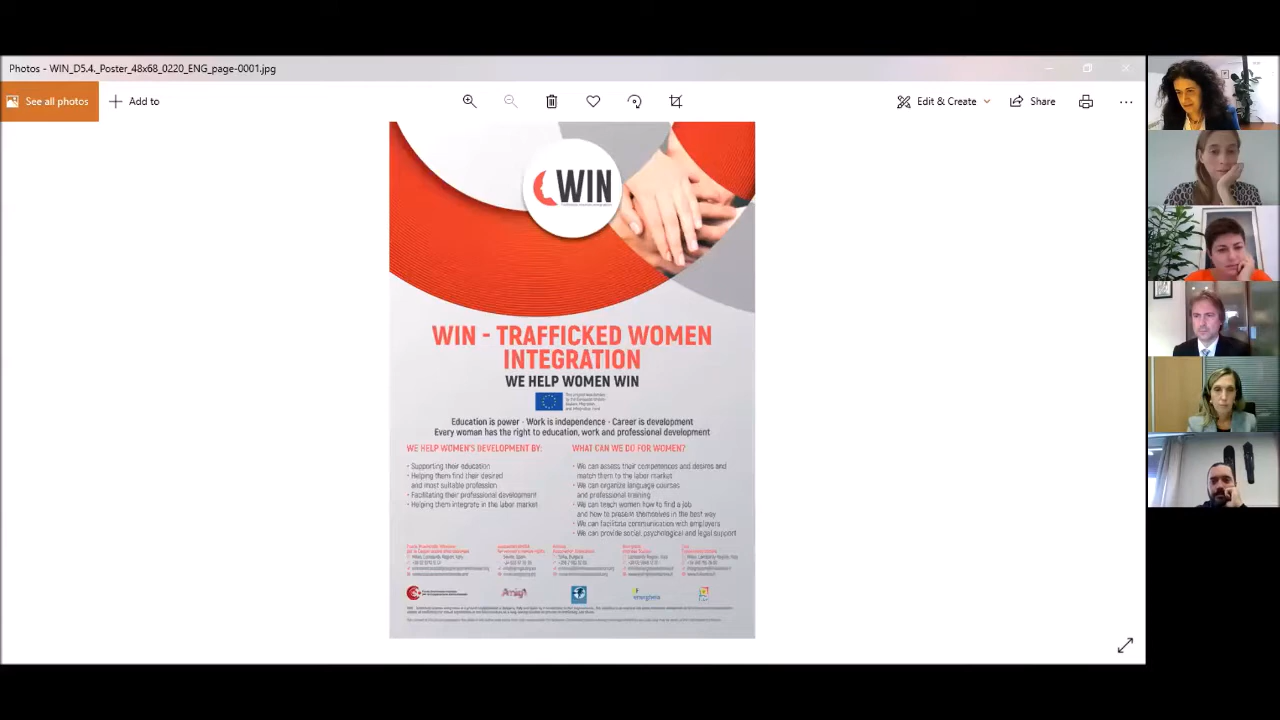 Photos - WIN_D5.4._Poster_48x68_0220_ENG_page-0001.jpg
See all photos
Add to
Edit & Create
Share
WIN
WIN - TRAFFICKED WOMEN
INTEGRATION
WE HELP WOMEN WIN
Education is power · Work is independence · Career is development
Every woman has the right to education, work and professional development
WE HELP WOMEN'S DEVELOPMENT BY:
· Supporting their education
· Helping them find their desired
and most suitable profession
· Facilitating their professional development
· Helping them integrate in the labor market
WHAT CAN WE DO FOR WOMEN?
· We can assess their competences and desires and
match them to the labor market
· We can organize language courses
and professional training
· We can teach women how to find a job
and how to present themselves in the best way
· We can facilitate communication with employers
· We can provide social, psychological and legal support